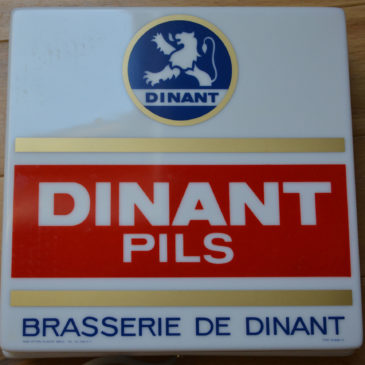 DINANT
DINANT
PILS
BRASSERIE DE DINANT